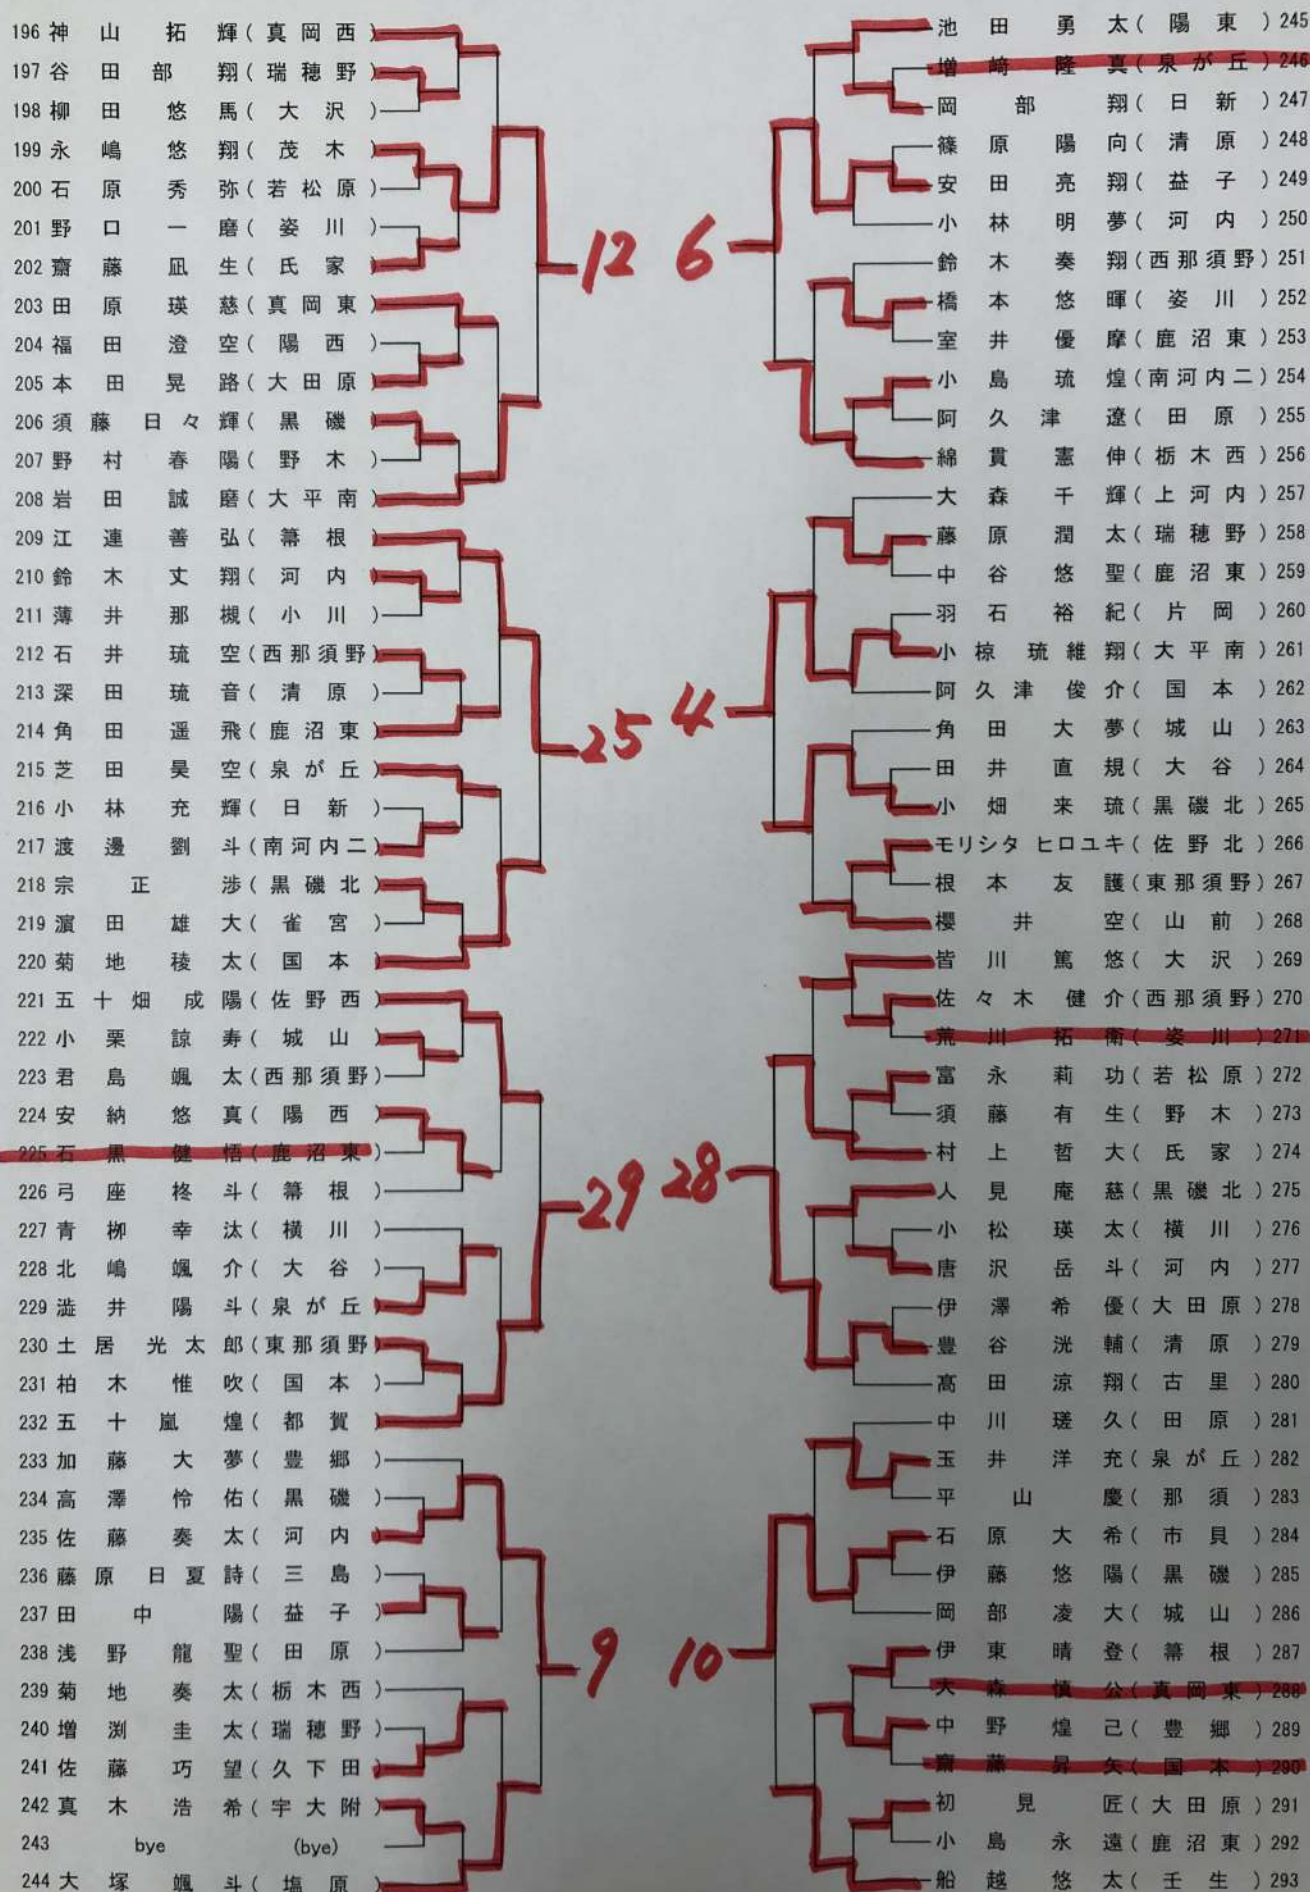 196 神山拓輝(真岡西)
197 谷田部翔(瑞穂野)
198 柳田悠馬(大沢)
199 永嶋悠翔(茂木)
200 石原秀弥(若松原)
201 野口一磨(姿川)
202 齋藤凪生(氏家)
203 田原瑛慈(真岡東)
204 福田澄空(陽西)
205 本田晃路(大田原)
206 須藤日々輝(黒磯)
207 野村春陽(野木)
208 岩田誠磨(大平南)
209 江連善弘(箒根)
210 鈴木丈翔(河内)
211 薄井那槻(小川)
212 石井琉空(西那須野)
213 深田琉音(清原)
214 角田遥飛(鹿沼東)
215 芝田昊空(泉が丘)
216 小林充輝(日新)
217 渡邊劉斗(南河内二)
218 宗正渉(黒磯北)
219 濵田雄大(雀宮)
220 菊地稜太(国本)
221 五十畑成陽(佐野西)
222 小栗諒寿(城山)
223 君島颯太(西那須野)
224 安納悠真(陽西)
225 石黒健悟(鹿沼東)
226 弓座柊斗(箒根)
227 青栁幸汰(横川)
228 北嶋颯介(大谷)
229 澁井陽斗(泉が丘)
230 土居光太郎(東那須野)
231 柏木惟吹(国本)
232 五十嵐煌(都賀)
233 加藤大夢(豊郷)
234 高澤怜佑(黒磯)
235 佐藤奏太(河内)
236 藤原日夏詩(三島)
237 田中陽(益子)
238 浅野龍聖(田原)
239 菊地奏太(栃木西)
240 増渕圭太(瑞穂野)
241 佐藤巧望(久下田)
242 真木浩希(宇大附)
243 bye (bye)
244 大塚颯斗(塩原)
12
25
29
9
6
4
28
10
池田勇太(陽東) 245
増﨑隆真(泉が丘) 246
岡部翔(日新) 247
篠原陽向(清原) 248
安田亮翔(益子) 249
小林明夢(河内) 250
鈴木奏翔(西那須野) 251
橋本悠暉(姿川) 252
室井優摩(鹿沼東) 253
小島琉煌(南河内二) 254
阿久津遼(田原) 255
綿貫憲伸(栃木西) 256
大森千輝(上河内) 257
藤原潤太(瑞穂野) 258
中谷悠聖(鹿沼東) 259
羽石裕紀(片岡) 260
小椋琉維翔(大平南) 261
阿久津俊介(国本) 262
角田大夢(城山) 263
田井直規(大谷) 264
小畑来琉(黒磯北) 265
モリシタ ヒロユキ(佐野北) 266
根本友護(東那須野) 267
櫻井空(山前) 268
皆川篤悠(大沢) 269
佐々木健介(西那須野) 270
荒川拓衛(姿川) 271
富永莉功(若松原) 272
須藤有生(野木) 273
村上哲大(氏家) 274
人見庵慈(黒磯北) 275
小松瑛太(横川) 276
唐沢岳斗(河内) 277
伊澤希優(大田原) 278
豊谷洸輔(清原) 279
髙田涼翔(古里) 280
中川瑳久(田原) 281
玉井洋充(泉が丘) 282
平山慶(那須) 283
石原大希(市貝) 284
伊藤悠陽(黒磯) 285
岡部凌大(城山) 286
伊東晴登(箒根) 287
大森慎公(真岡東) 288
中野煌己(豊郷) 289
齋藤昇矢(国本) 290
初見匠(大田原) 291
小島永遠(鹿沼東) 292
船越悠太(壬生) 293